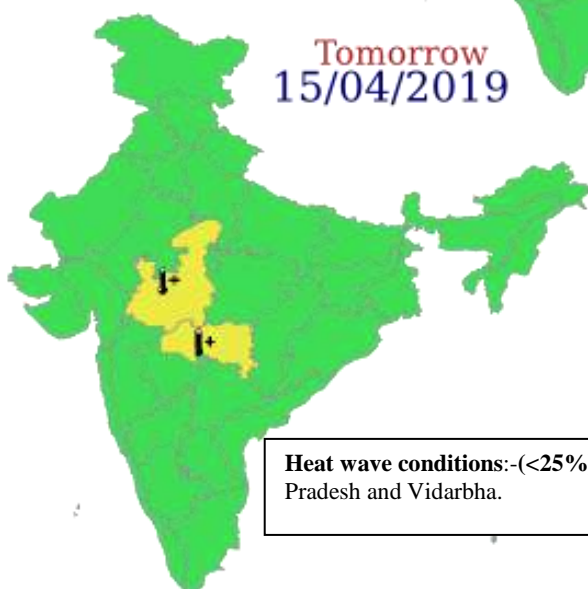 Tomorrow
15/04/2019
Heat wave conditions:-(<25%
Pradesh and Vidarbha.